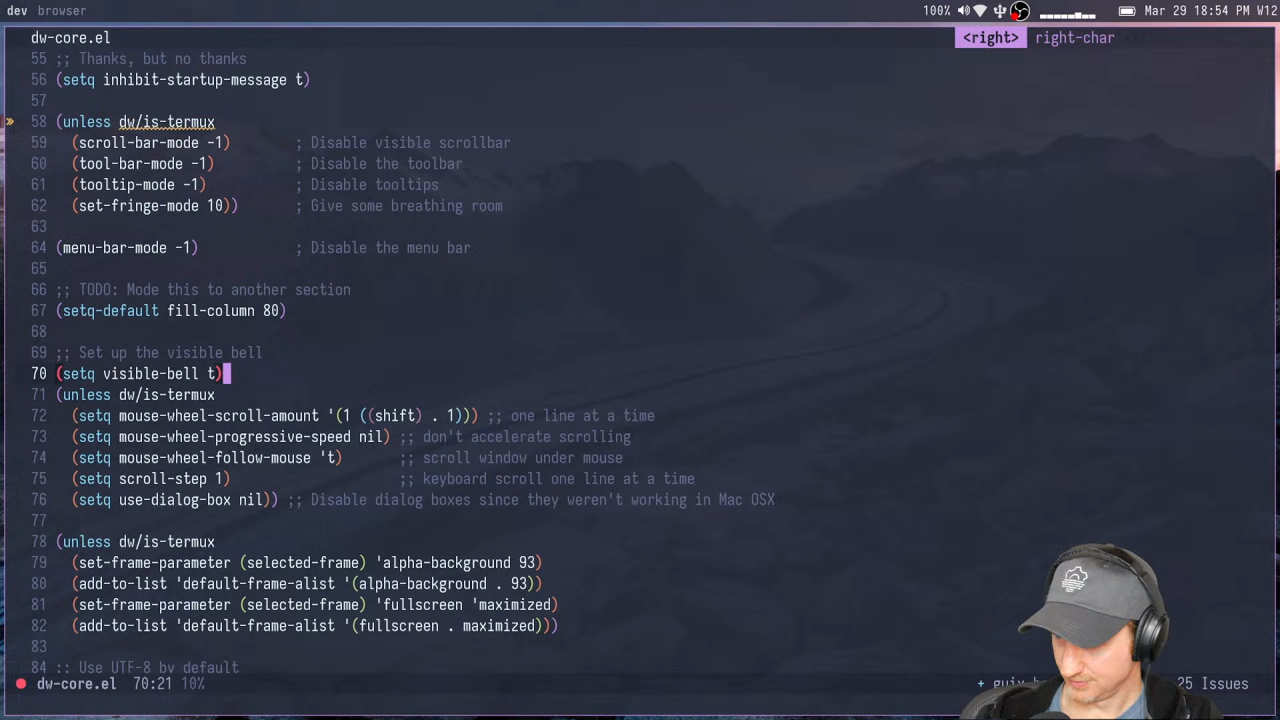 dev browser
100% Mar 29 18:54 W12
dw-core.el
<right> right-char
55 ;; Thanks, but no thanks
56 (setq inhibit-startup-message t)
57
58 (unless dw/is-termux
59 (scroll-bar-mode -1) ; Disable visible scrollbar
60 (tool-bar-mode -1) ; Disable the toolbar
61 (tooltip-mode -1) ; Disable tooltips
62 (set-fringe-mode 10)) ; Give some breathing room
63
64 (menu-bar-mode -1) ; Disable the menu bar
65
66 ;; TODO: Mode this to another section
67 (setq-default fill-column 80)
68
69 ;; Set up the visible bell
70 (setq visible-bell t)
71 (unless dw/is-termux
72 (setq mouse-wheel-scroll-amount '(1 ((shift) . 1))) ;; one line at a time
73 (setq mouse-wheel-progressive-speed nil) ;; don't accelerate scrolling
74 (setq mouse-wheel-follow-mouse 't) ;; scroll window under mouse
75 (setq scroll-step 1) ;; keyboard scroll one line at a time
76 (setq use-dialog-box nil)) ;; Disable dialog boxes since they weren't working in Mac OSX
77
78 (unless dw/is-termux
79 (set-frame-parameter (selected-frame) 'alpha-background 93)
80 (add-to-list 'default-frame-alist '(alpha-background . 93))
81 (set-frame-parameter (selected-frame) 'fullscreen 'maximized)
82 (add-to-list 'default-frame-alist '(fullscreen . maximized)))
83
84 ;; Use UTF-8 by default
dw-core.el 70:21 10% + guix 25 Issues